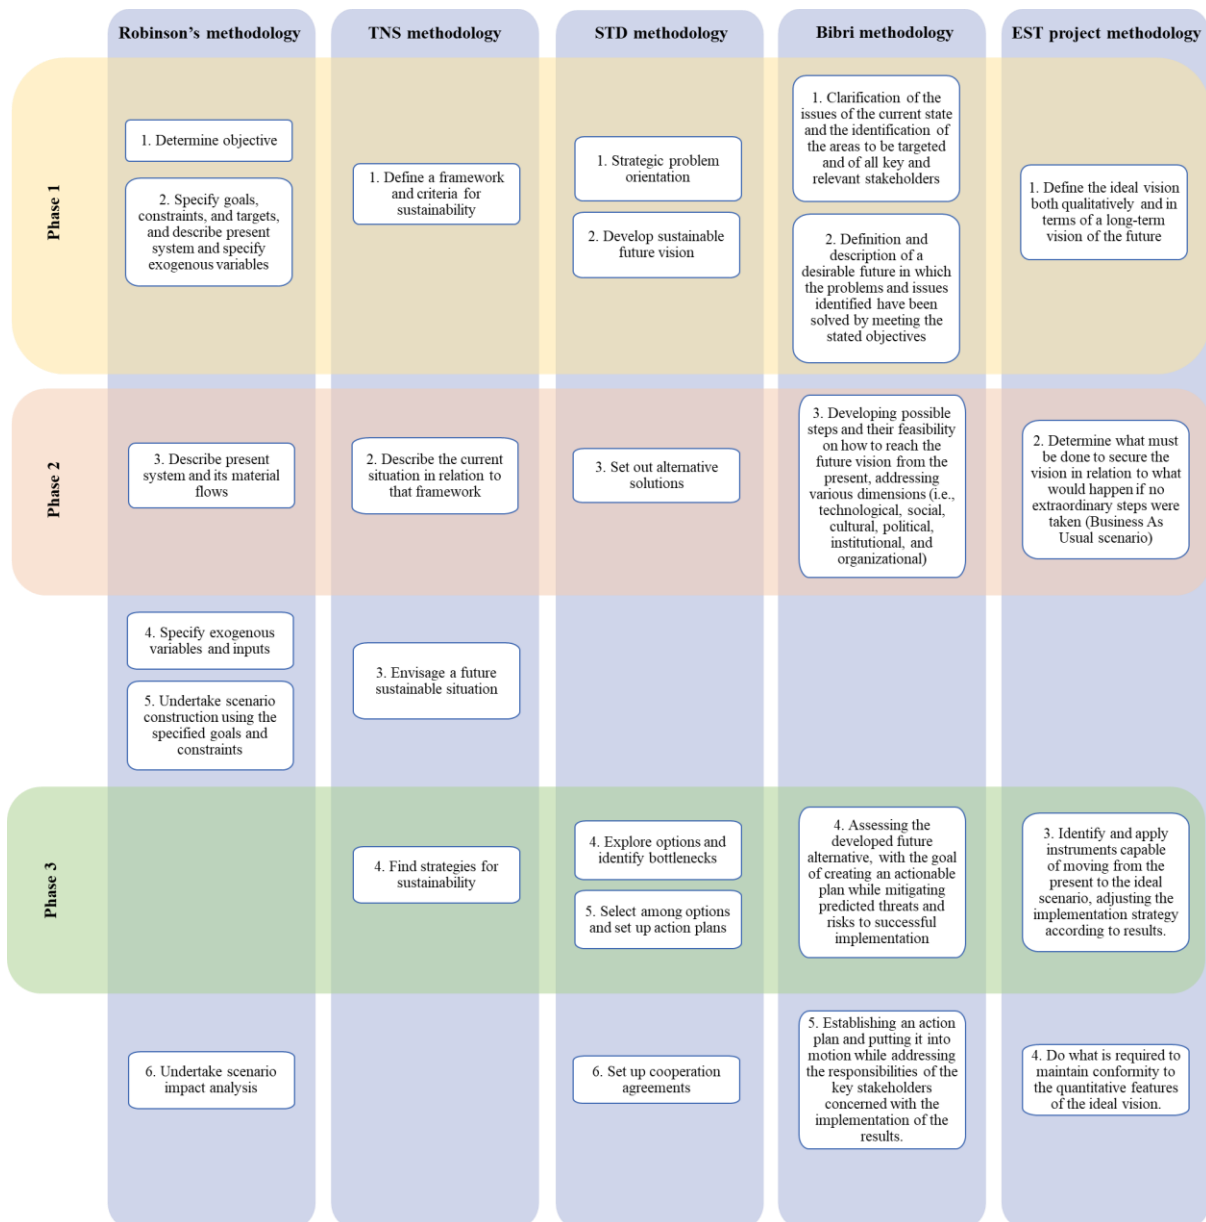 Robinson's methodology
TNS methodology
STD methodology
Bibri methodology
EST project methodology
Phase 1
1. Determine objective
2. Specify goals,
constraints, and targets,
and describe present
system and specify
exogenous variables
1. Define a framework
and criteria for
sustainability
1. Strategic problem
orientation
2. Develop sustainable
future vision
1. Clarification of the
issues of the current state
and the identification of
the areas to be targeted
and of all key and
relevant stakeholders
2. Definition and
description of a
desirable future in which
the problems and issues
identified have been
solved by meeting the
stated objectives
1. Define the ideal vision
both qualitatively and in
terms of a long-term
vision of the future
Phase 2
3. Describe present
system and its material
flows
2. Describe the current
situation in relation to
that framework
3. Set out alternative
solutions
3. Developing possible
steps and their feasibility
on how to reach the
future vision from the
present, addressing
various dimensions (i.e.,
technological, social,
cultural, political,
institutional, and
organizational)
2. Determine what must
be done to secure the
vision in relation to what
would happen if no
extraordinary steps were
taken (Business As
Usual scenario)
4. Specify exogenous
variables and inputs
5. Undertake scenario
construction using the
specified goals and
constraints
3. Envisage a future
sustainable situation
Phase 3
4. Find strategies for
sustainability
4. Explore options and
identify bottlenecks
5. Select among options
and set up action plans
4. Assessing the
developed future
alternative, with the goal
of creating an actionable
plan while mitigating
predicted threats and
risks to successful
implementation
3. Identify and apply
instruments capable
of moving from the
present to the ideal
scenario, adjusting the
implementation strategy
according to results.
6. Undertake scenario
impact analysis
6. Set up cooperation
agreements
5. Establishing an action
plan and putting it into
motion while addressing
the responsibilities of the
key stakeholders
concerned with the
implementation of the
results.
4. Do what is required to
maintain conformity to
the quantitative features
of the ideal vision.